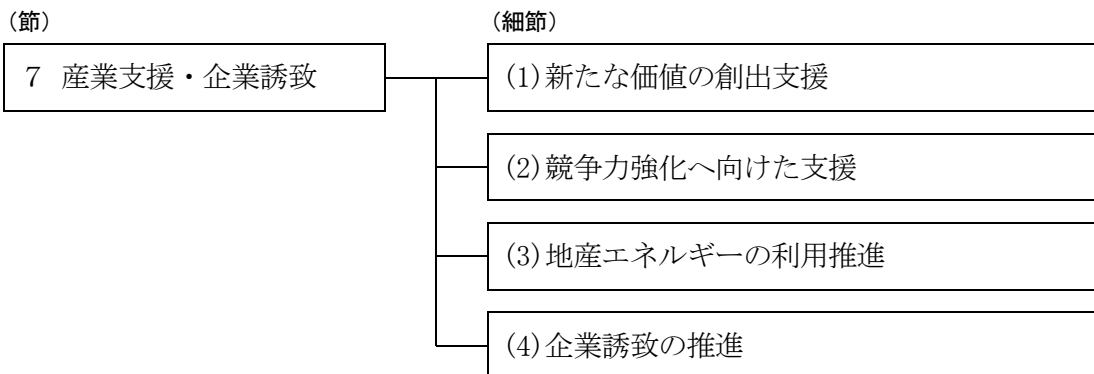 （節）
（細節）
７ 産業支援・企業誘致
(1)新たな価値の創出支援
(2)競争力強化へ向けた支援
(3)地産エネルギーの利用推進
(4)企業誘致の推進